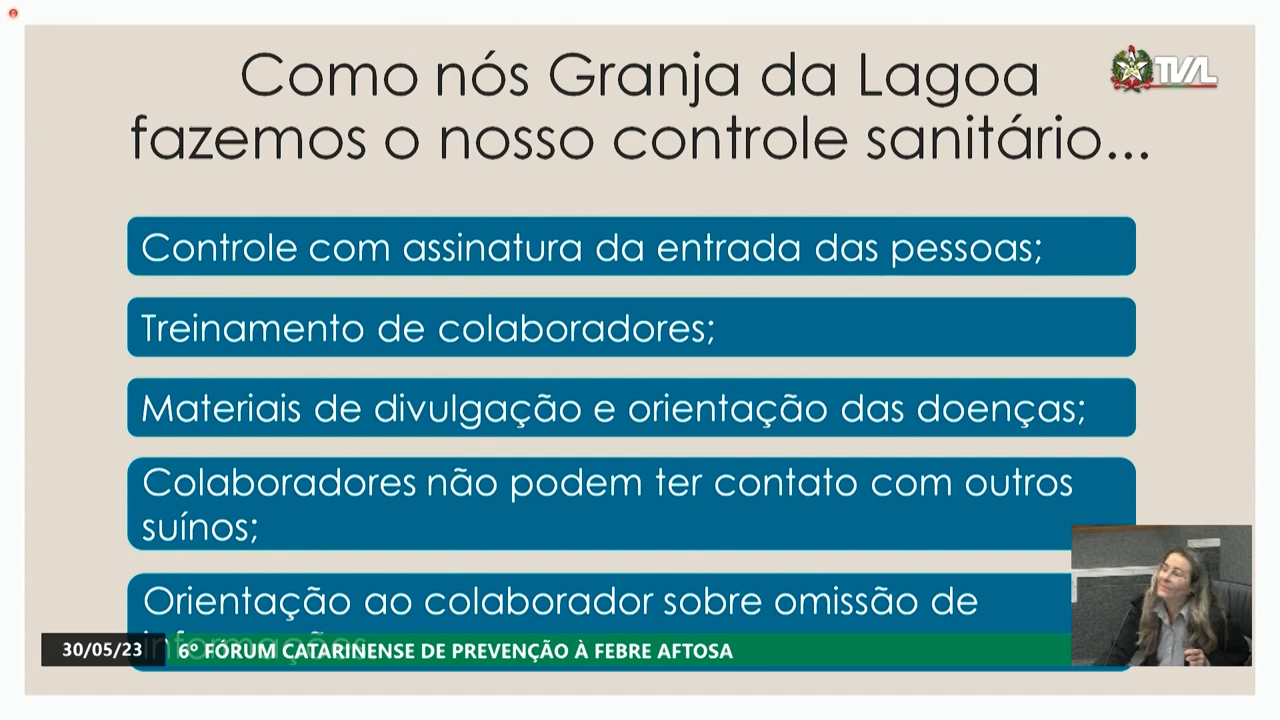 Como nós Granja da Lagoa
fazemos o nosso controle sanitário...
TVAL
Controle com assinatura da entrada das pessoas;
Treinamento de colaboradores;
Materiais de divulgação e orientação das doenças;
Colaboradores não podem ter contato com outros
suínos;
Orientação ao colaborador sobre omissão de
informações
30/05/23
6º FÓRUM CATARINENSE DE PREVENÇÃO À FEBRE AFTOSA